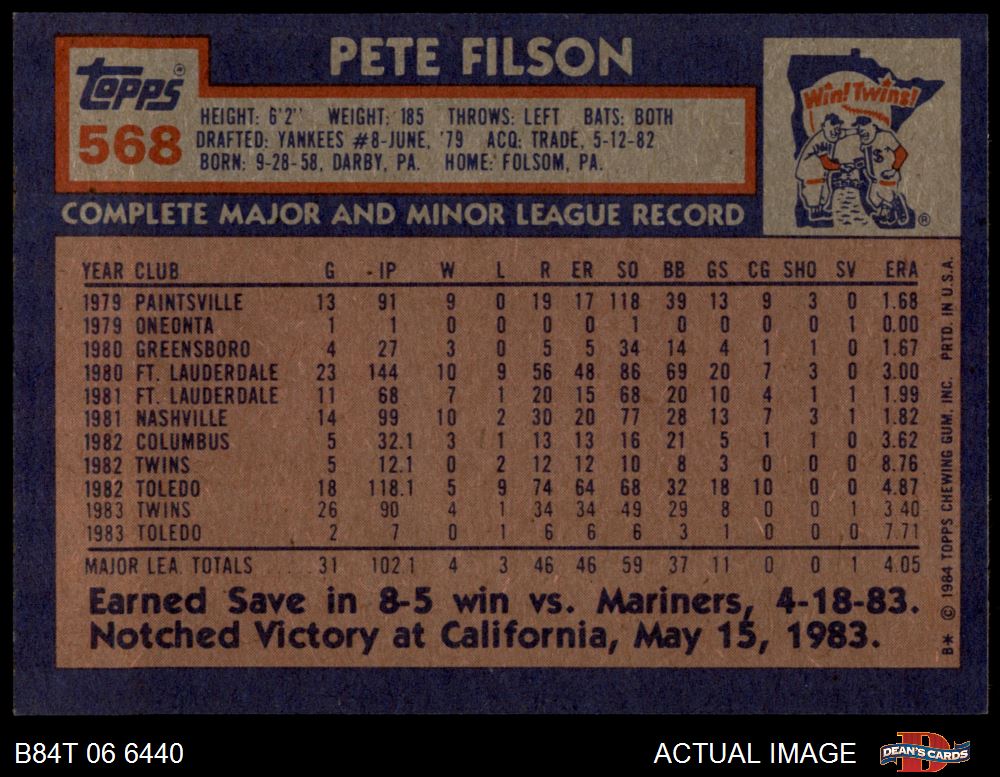 PETE FILSON
Topps®
568
HEIGHT: 6'2" WEIGHT: 185 THROWS: LEFT BATS: BOTH
DRAFTED: YANKEES #8-JUNE, '79 ACQ: TRADE, 5-12-82
BORN: 9-28-58, DARBY, PA. HOME: FOLSOM, PA.
Win! Twins!
®
COMPLETE MAJOR AND MINOR LEAGUE RECORD
YEAR CLUB G IP W L R ER SO BB GS CG SHO SV ERA
1979 PAINTSVILLE 13 91 9 0 19 17 118 39 13 9 3 0 1.68
1979 ONEONTA 1 1 0 0 0 0 1 0 0 0 0 1 0.00
1980 GREENSBORO 4 27 3 0 5 5 34 14 4 1 1 0 1.67
1980 FT. LAUDERDALE 23 144 10 9 56 48 86 69 20 7 3 0 3.00
1981 FT. LAUDERDALE 11 68 7 1 20 15 68 20 10 4 1 1 1.99
1981 NASHVILLE 14 99 10 2 30 20 77 28 13 7 3 1 1.82
1982 COLUMBUS 5 32.1 3 1 13 13 16 21 5 1 1 0 3.62
1982 TWINS 5 12.1 0 2 12 12 10 8 3 0 0 0 8.76
1982 TOLEDO 18 118.1 5 9 74 64 68 32 18 10 0 0 4.87
1983 TWINS 26 90 4 1 34 34 49 29 8 0 0 1 3.40
1983 TOLEDO 2 7 0 1 6 6 6 3 1 0 0 0 7.71
MAJOR LEA. TOTALS 31 102.1 4 3 46 46 59 37 11 0 0 1 4.05
Earned Save in 8-5 win vs. Mariners, 4-18-83.
Notched Victory at California, May 15, 1983.
B* © 1984 TOPPS CHEWING GUM, INC. PRTD. IN U.S.A.
B84T 06 6440
ACTUAL IMAGE
DEAN'S CARDS